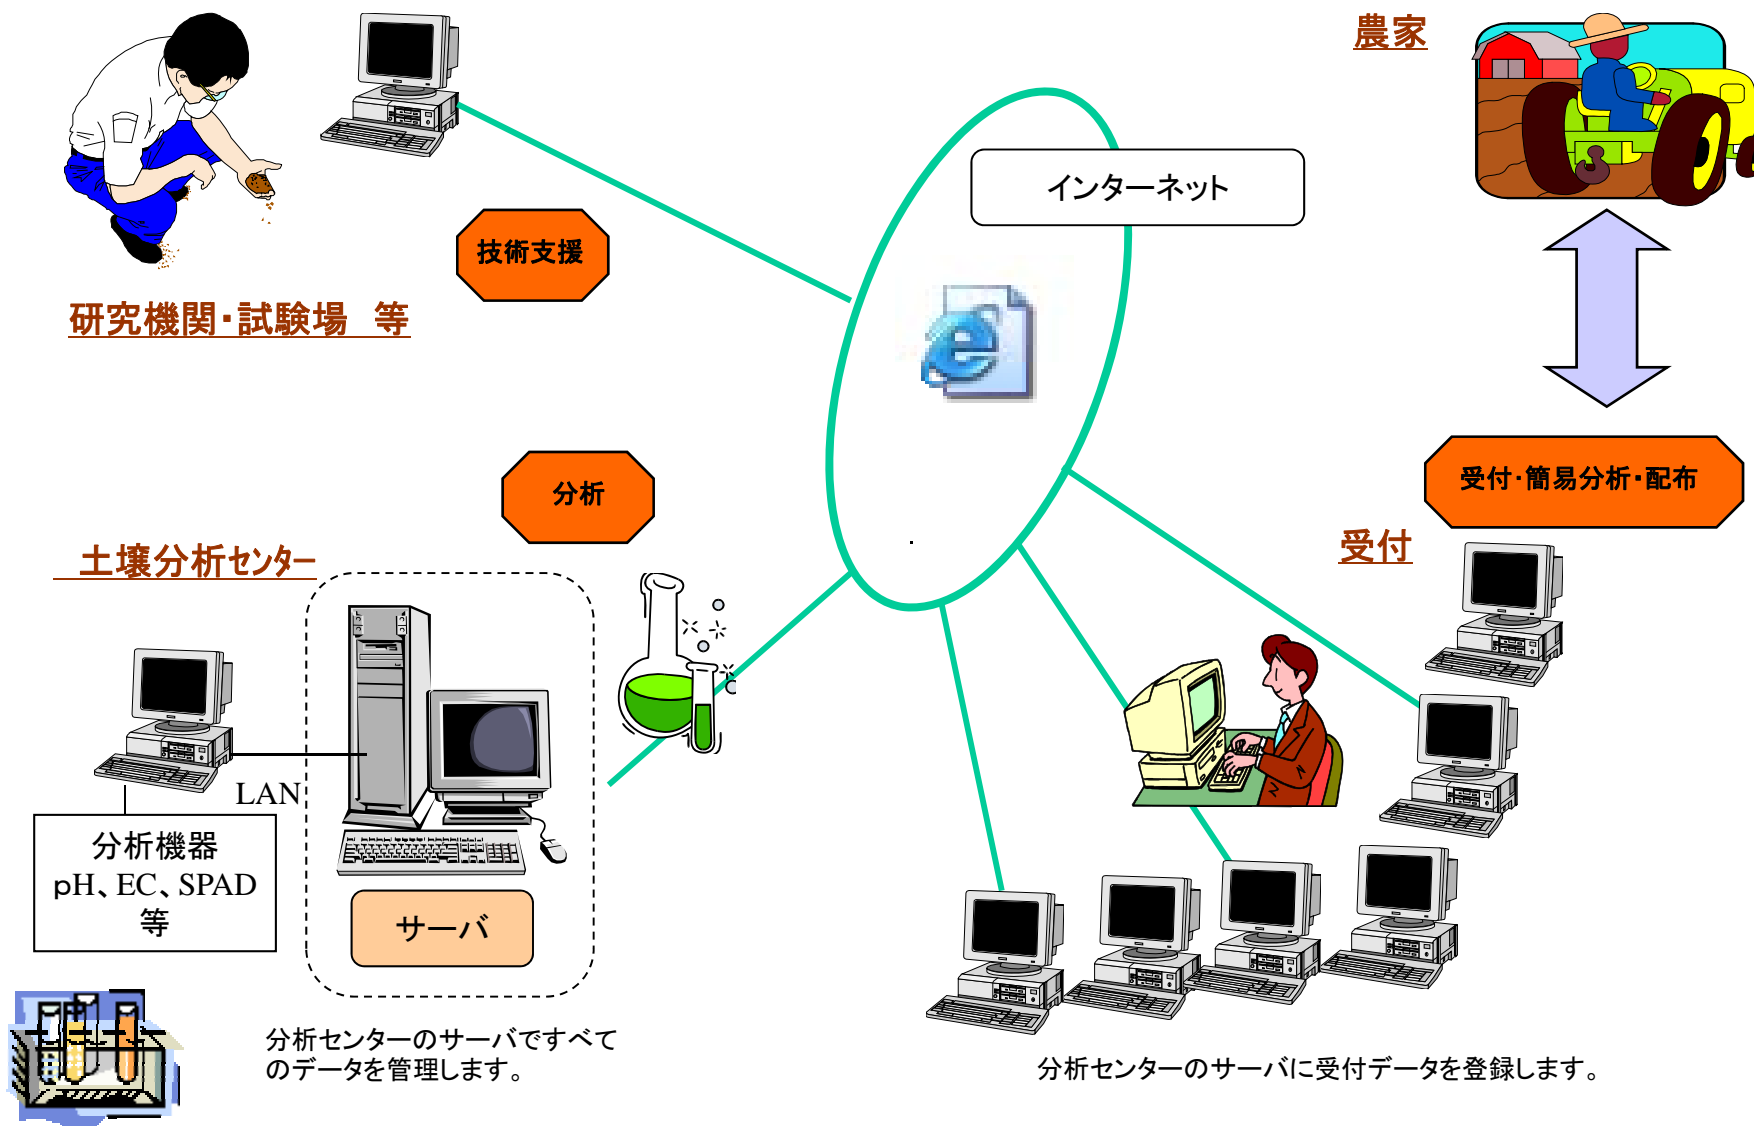 農家
インターネット
技術支援
研究機関・試験場　等
受付・簡易分析・配布
分析
受付
土壌分析ｾﾝﾀｰ
LAN
分析機器
pH、EC、SPAD
等
サーバ
分析センターのサーバですべて
のデータを管理します。
分析センターのサーバに受付データを登録します。